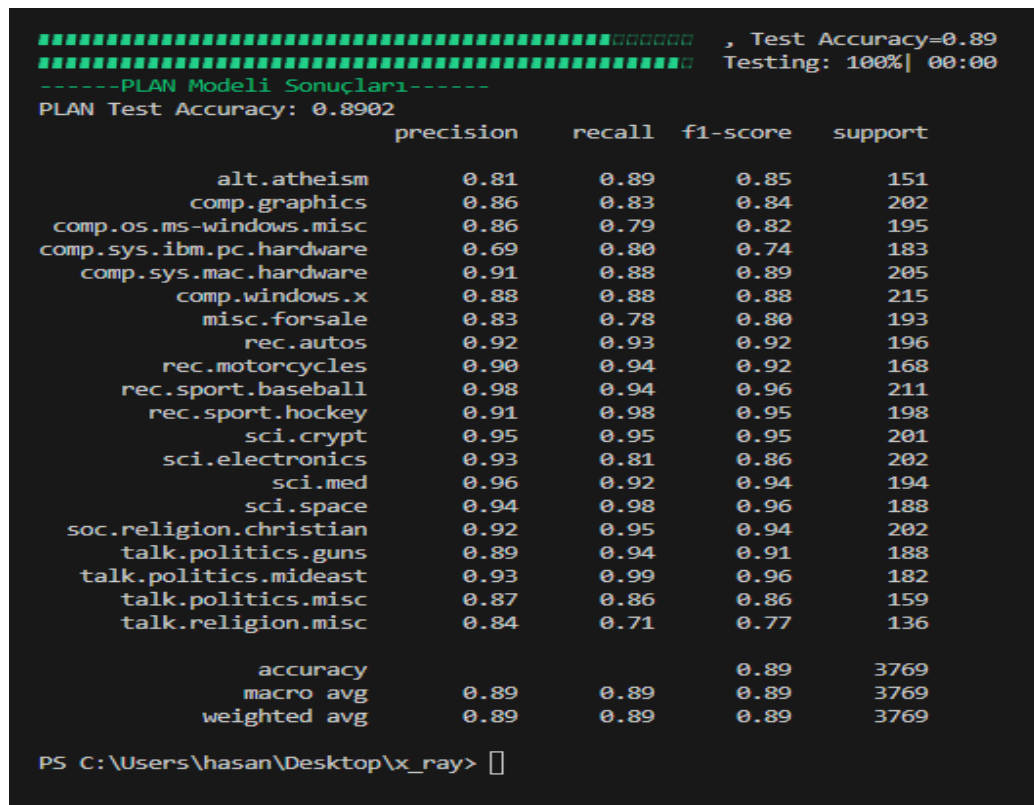 , Test Accuracy=0.89
Testing: 100%| 00:00
------PLAN Modeli Sonuçları------
PLAN Test Accuracy: 0.8902
precision recall f1-score support
alt.atheism 0.81 0.89 0.85 151
comp.graphics 0.86 0.83 0.84 202
comp.os.ms-windows.misc 0.86 0.79 0.82 195
comp.sys.ibm.pc.hardware 0.69 0.80 0.74 183
comp.sys.mac.hardware 0.91 0.88 0.89 205
comp.windows.x 0.88 0.88 0.88 215
misc.forsale 0.83 0.78 0.80 193
rec.autos 0.92 0.93 0.92 196
rec.motorcycles 0.90 0.94 0.92 168
rec.sport.baseball 0.98 0.94 0.96 211
rec.sport.hockey 0.91 0.98 0.95 198
sci.crypt 0.95 0.95 0.95 201
sci.electronics 0.93 0.81 0.86 202
sci.med 0.96 0.92 0.94 194
sci.space 0.94 0.98 0.96 188
soc.religion.christian 0.92 0.95 0.94 202
talk.politics.guns 0.89 0.94 0.91 188
talk.politics.mideast 0.93 0.99 0.96 182
talk.politics.misc 0.87 0.86 0.86 159
talk.religion.misc 0.84 0.71 0.77 136
accuracy 0.89 3769
macro avg 0.89 0.89 0.89 3769
weighted avg 0.89 0.89 0.89 3769
PS C:\Users\hasan\Desktop\x_ray>